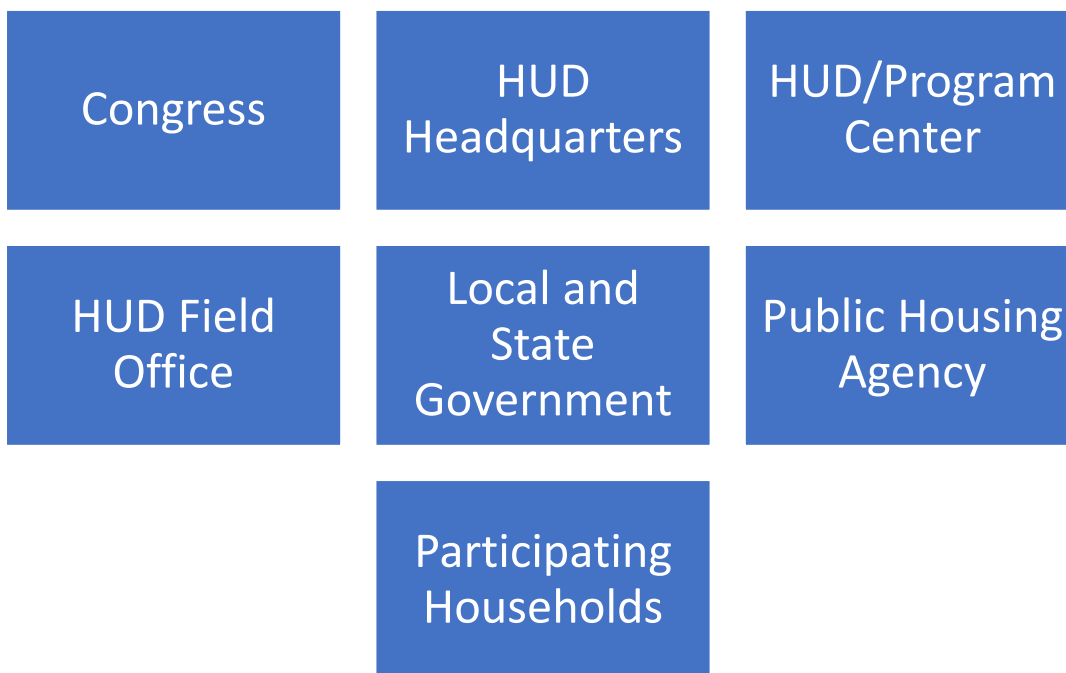 Congress
HUD
Headquarters
HUD/Program
Center
HUD Field
Office
Local and
State
Government
Public Housing
Agency
Participating
Households